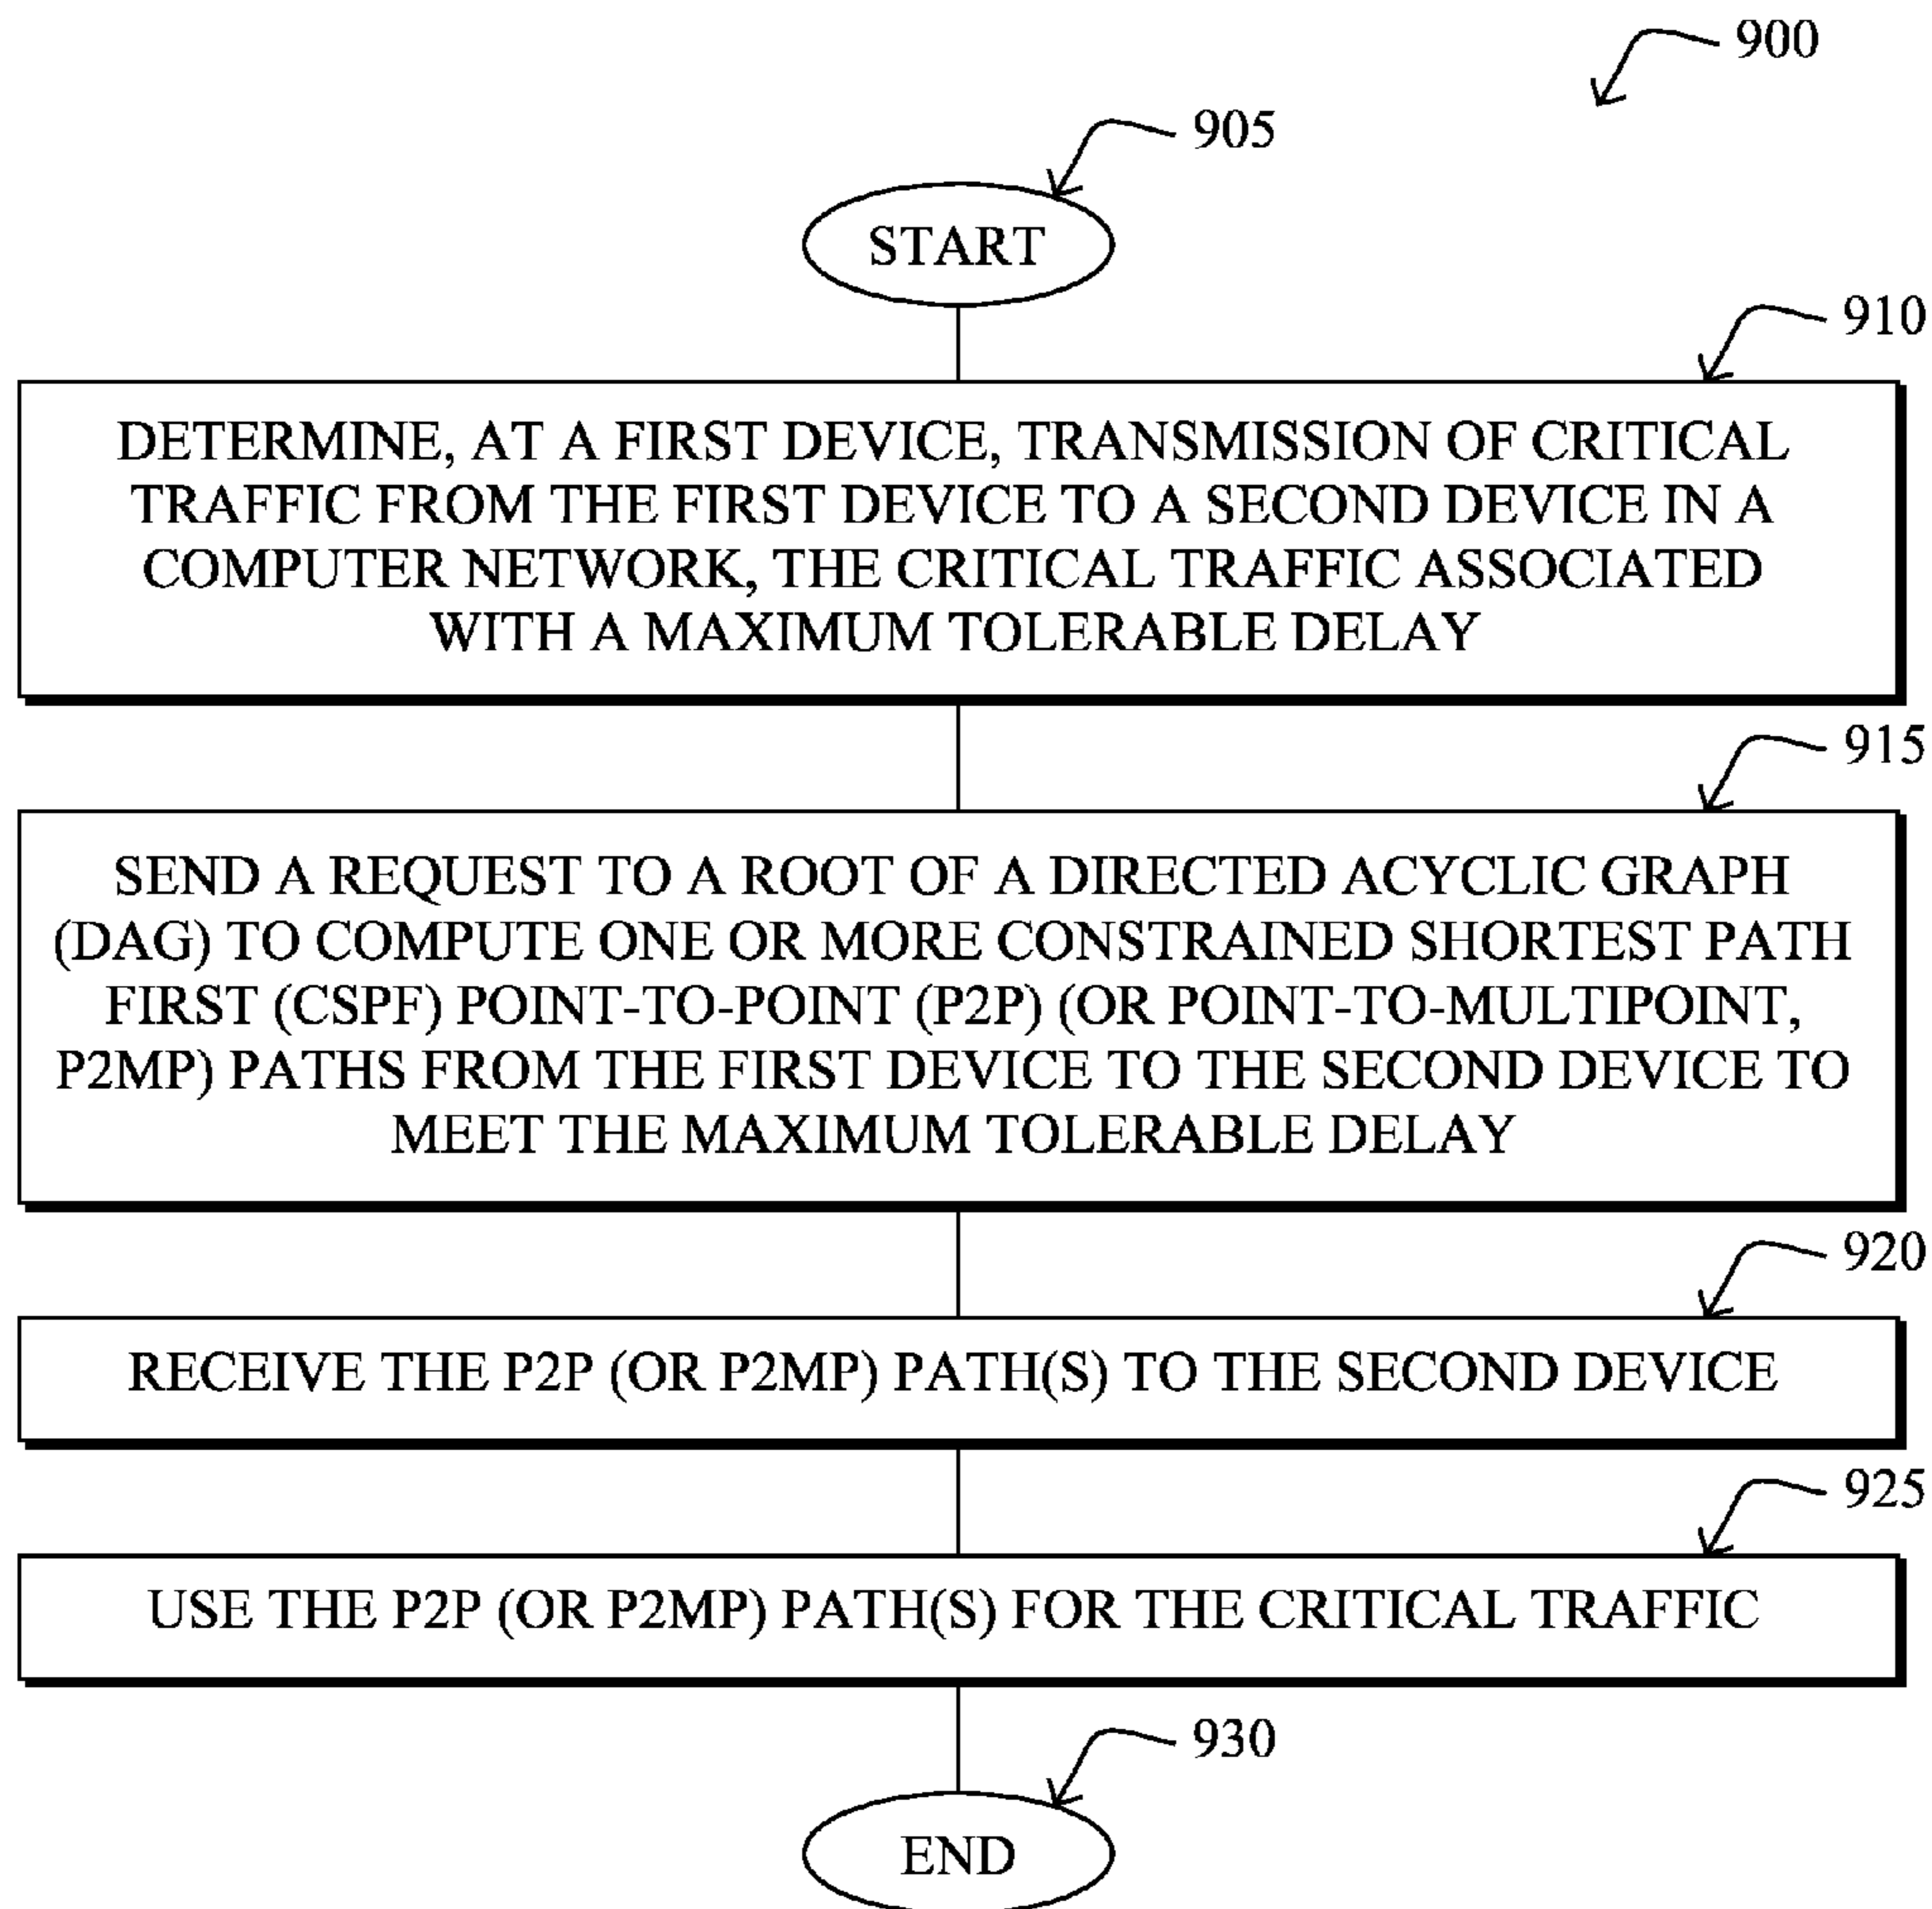 900
905
START
910
DETERMINE, AT A FIRST DEVICE, TRANSMISSION OF CRITICAL
TRAFFIC FROM THE FIRST DEVICE TO A SECOND DEVICE IN A
COMPUTER NETWORK, THE CRITICAL TRAFFIC ASSOCIATED
WITH A MAXIMUM TOLERABLE DELAY
915
SEND A REQUEST TO A ROOT OF A DIRECTED ACYCLIC GRAPH
(DAG) TO COMPUTE ONE OR MORE CONSTRAINED SHORTEST PATH
FIRST (CSPF) POINT-TO-POINT (P2P) (OR POINT-TO-MULTIPOINT,
P2MP) PATHS FROM THE FIRST DEVICE TO THE SECOND DEVICE TO
MEET THE MAXIMUM TOLERABLE DELAY
920
RECEIVE THE P2P (OR P2MP) PATH(S) TO THE SECOND DEVICE
925
USE THE P2P (OR P2MP) PATH(S) FOR THE CRITICAL TRAFFIC
930
END